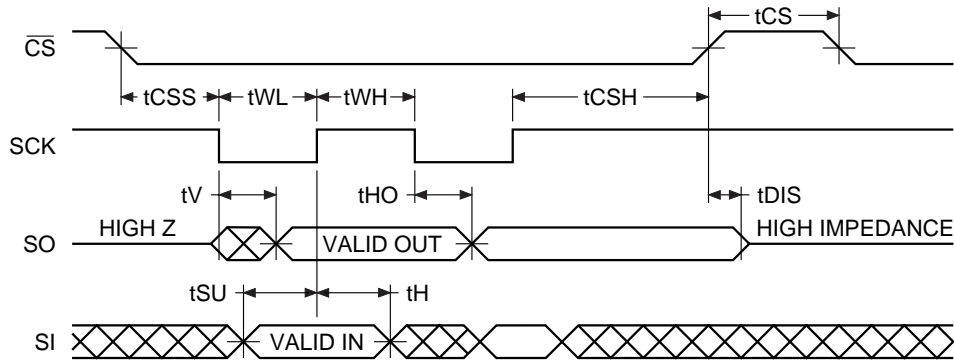 tCS
CS
tCSS tWL tWH tCSH
SCK
tV tHO tDIS
HIGH Z HIGH IMPEDANCE
SO VALID OUT
tSU tH
SI VALID IN